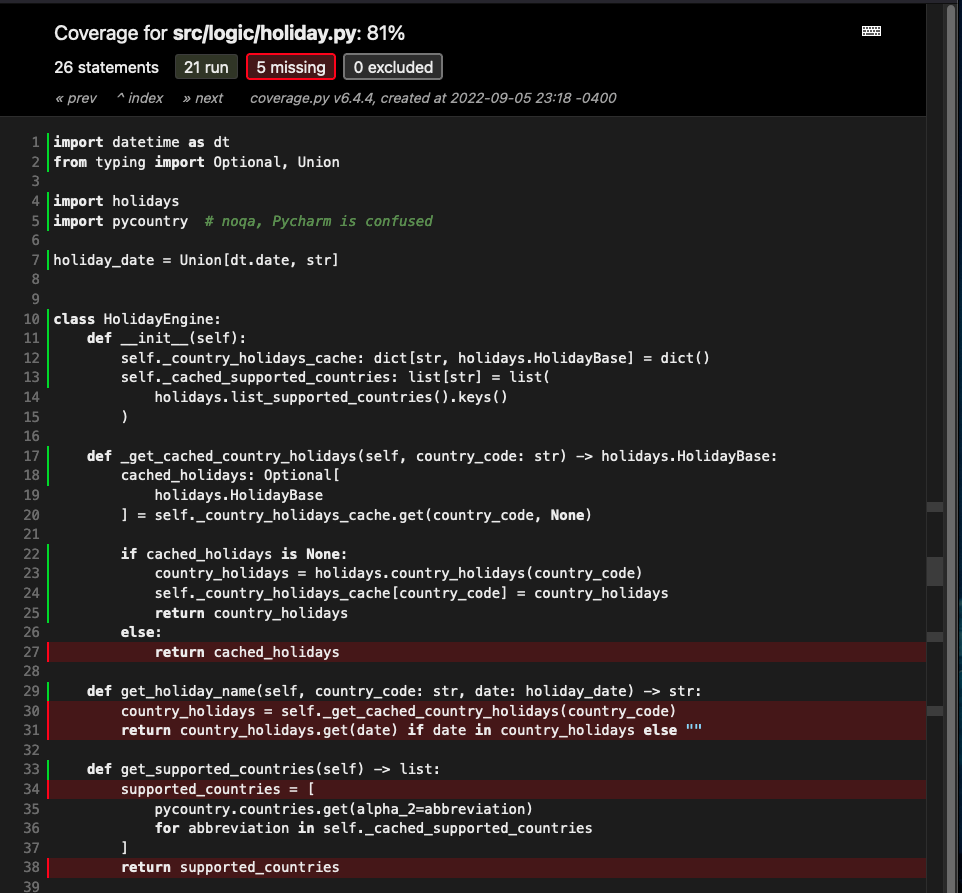 Coverage for src/logic/holiday.py: 81%
26 statements 21 run 5 missing 0 excluded
« prev ^ index » next coverage.py v6.4.4, created at 2022-09-05 23:18 -0400
1 import datetime as dt
2 from typing import Optional, Union
3
4 import holidays
5 import pycountry  # noqa, Pycharm is confused
6
7 holiday_date = Union[dt.date, str]
8
9
10 class HolidayEngine:
11     def __init__(self):
12         self._country_holidays_cache: dict[str, holidays.HolidayBase] = dict()
13         self._cached_supported_countries: list[str] = list(
14             holidays.list_supported_countries().keys()
15         )
16
17     def _get_cached_country_holidays(self, country_code: str) -> holidays.HolidayBase:
18         cached_holidays: Optional[
19             holidays.HolidayBase
20         ] = self._country_holidays_cache.get(country_code, None)
21
22         if cached_holidays is None:
23             country_holidays = holidays.country_holidays(country_code)
24             self._country_holidays_cache[country_code] = country_holidays
25             return country_holidays
26         else:
27             return cached_holidays
28
29     def get_holiday_name(self, country_code: str, date: holiday_date) -> str:
30         country_holidays = self._get_cached_country_holidays(country_code)
31         return country_holidays.get(date) if date in country_holidays else ""
32
33     def get_supported_countries(self) -> list:
34         supported_countries = [
35             pycountry.countries.get(alpha_2=abbreviation)
36             for abbreviation in self._cached_supported_countries
37         ]
38         return supported_countries
39